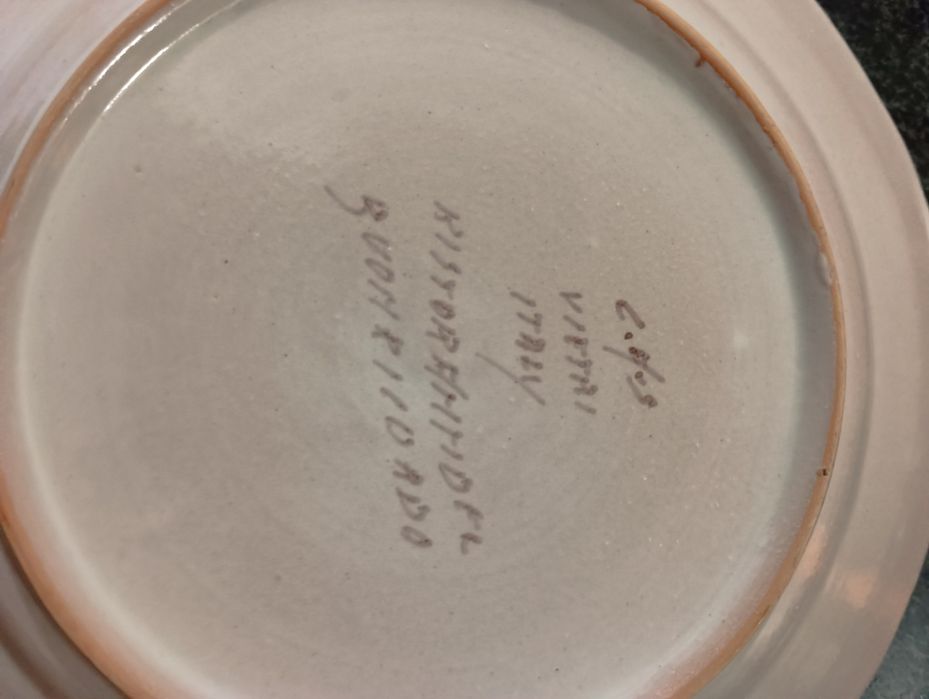 C.A.S
VIETRI
ITALY
RISTORANTI DEL
BUON RICORDO